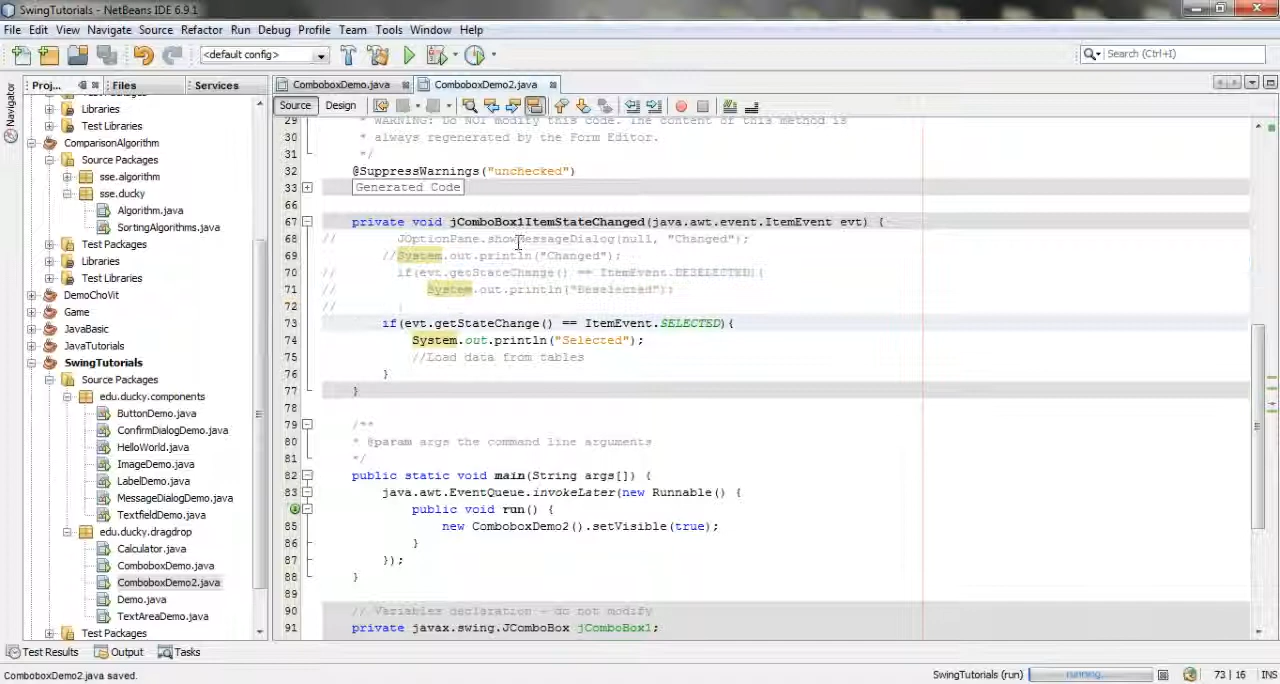 SwingTutorials - NetBeans IDE 6.9.1
File Edit View Navigate Source Refactor Run Debug Profile Team Tools Window Help
<default config>
Search (Ctrl+I)
Navigator
Proj... Files Services
ComboboxDemo.java ComboboxDemo2.java
Source Design
Libraries
Test Libraries
ComparisonAlgorithm
Source Packages
sse.algorithm
sse.ducky
Algorithm.java
SortingAlgorithms.java
Test Packages
Libraries
Test Libraries
DemoChoVit
Game
JavaBasic
JavaTutorials
SwingTutorials
Source Packages
edu.ducky.components
ButtonDemo.java
ConfirmDialogDemo.java
HelloWorld.java
ImageDemo.java
LabelDemo.java
MessageDialogDemo.java
TextfieldDemo.java
edu.ducky.dragdrop
Calculator.java
ComboboxDemo.java
ComboboxDemo2.java
Demo.java
TextAreaDemo.java
Test Packages
29 * WARNING: Do NOT modify this code. The content of this method is
30 * always regenerated by the Form Editor.
31 */
32 @SuppressWarnings("unchecked")
33 Generated Code
66
67 private void jComboBox1ItemStateChanged(java.awt.event.ItemEvent evt) {
68 // JOptionPane.showMessageDialog(null, "Changed");
69 //System.out.println("Changed");
70 // if(evt.getStateChange() == ItemEvent.DESELECTED){
71 // System.out.println("Deselected");
72 // }
73 if(evt.getStateChange() == ItemEvent.SELECTED){
74 System.out.println("Selected");
75 //Load data from tables
76 }
77 }
78
79 /**
80 * @param args the command line arguments
81 */
82 public static void main(String args[]) {
83 java.awt.EventQueue.invokeLater(new Runnable() {
84 public void run() {
85 new ComboboxDemo2().setVisible(true);
86 }
87 });
88 }
89
90 // Variables declaration - do not modify
91 private javax.swing.JComboBox jComboBox1;
Test Results Output Tasks
ComboboxDemo2.java saved.
SwingTutorials (run) running... 73 | 16 INS